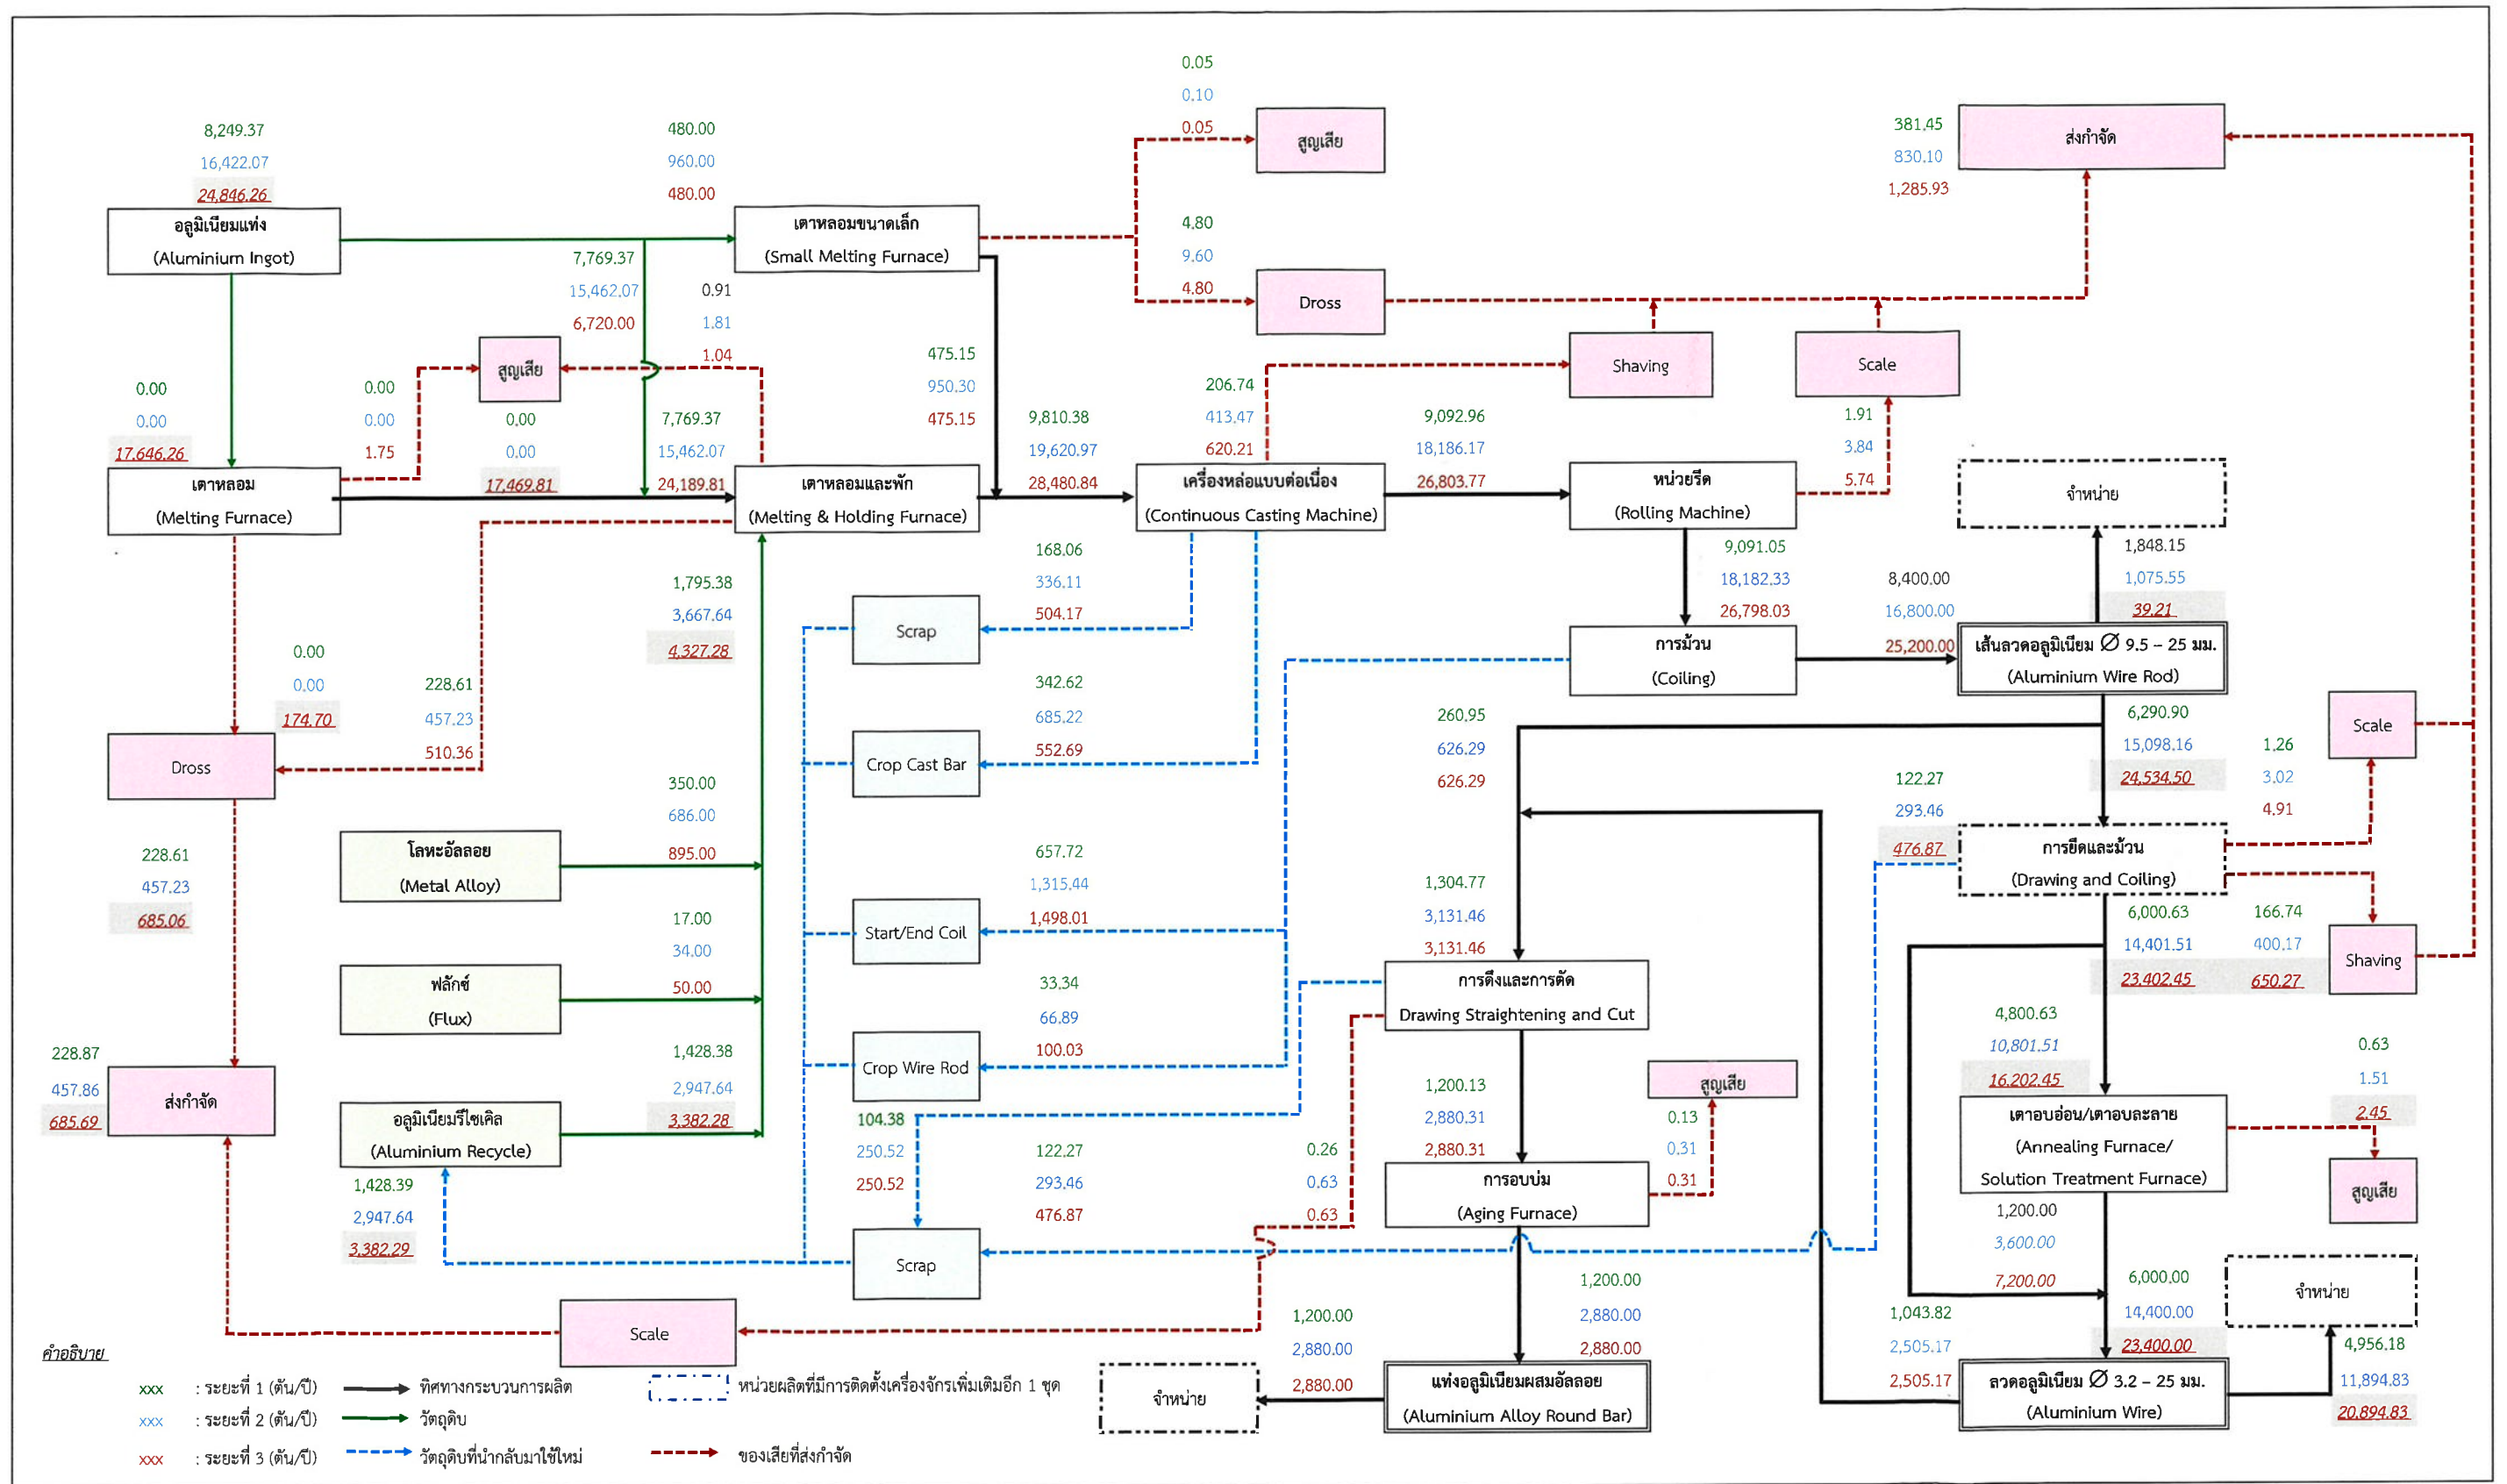 0.05
0.10
0.05
สูญเสีย
381.45
830.10
1,285.93
ส่งกำจัด
8,249.37
16,422.07
24,846.26
อลูมิเนียมแท่ง
(Aluminium Ingot)
480.00
960.00
480.00
เตาหลอมขนาดเล็ก
(Small Melting Furnace)
4.80
9.60
4.80
Dross
7,769.37
15,462.07
6,720.00
0.91
1.81
1.04
สูญเสีย
475.15
950.30
475.15
Shaving
Scale
0.00
0.00
17,646.26
0.00
0.00
1.75
0.00
0.00
17,469.81
7,769.37
15,462.07
24,189.81
9,810.38
19,620.97
28,480.84
206.74
413.47
620.21
9,092.96
18,186.17
26,803.77
1.91
3.84
5.74
เตาหลอม
(Melting Furnace)
เตาหลอมและพัก
(Melting & Holding Furnace)
เครื่องหล่อแบบต่อเนื่อง
(Continuous Casting Machine)
หน่วยรีด
(Rolling Machine)
จำหน่าย
168.06
336.11
504.17
9,091.05
18,182.33
26,798.03
8,400.00
16,800.00
25,200.00
1,848.15
1,075.55
39.21
1,795.38
3,667.64
4,327.28
Scrap
การม้วน
(Coiling)
เส้นลวดอลูมิเนียม Ø 9.5 – 25 มม.
(Aluminium Wire Rod)
0.00
0.00
174.70
228.61
457.23
510.36
342.62
685.22
552.69
260.95
626.29
626.29
6,290.90
15,098.16
24,534.50
1.26
3.02
4.91
Scale
Dross
Crop Cast Bar
122.27
293.46
476.87
การยืดและม้วน
(Drawing and Coiling)
350.00
686.00
895.00
โลหะอัลลอย
(Metal Alloy)
228.61
457.23
685.06
657.72
1,315.44
1,498.01
Start/End Coil
1,304.77
3,131.46
3,131.46
6,000.63
14,401.51
23,402.45
166.74
400.17
650.27
Shaving
17.00
34.00
50.00
ฟลักซ์
(Flux)
33.34
66.89
100.03
Crop Wire Rod
การดึงและการตัด
Drawing Straightening and Cut
4,800.63
10,801.51
16,202.45
228.87
457.86
685.69
ส่งกำจัด
1,428.38
2,947.64
3,382.28
อลูมิเนียมรีไซเคิล
(Aluminium Recycle)
1,200.13
2,880.31
2,880.31
สูญเสีย
0.13
0.31
0.31
0.63
1.51
2.45
เตาอบอ่อน/เตาอบละลาย
(Annealing Furnace/
Solution Treatment Furnace)
สูญเสีย
104.38
250.52
250.52
122.27
293.46
476.87
0.26
0.63
0.63
การอบบ่ม
(Aging Furnace)
1,428.39
2,947.64
3,382.29
Scrap
1,200.00
3,600.00
7,200.00
6,000.00
14,400.00
23,400.00
จำหน่าย
Scale
1,200.00
2,880.00
2,880.00
1,200.00
2,880.00
2,880.00
1,043.82
2,505.17
2,505.17
4,956.18
11,894.83
20,894.83
จำหน่าย
แท่งอลูมิเนียมผสมอัลลอย
(Aluminium Alloy Round Bar)
ลวดอลูมิเนียม Ø 3.2 – 25 มม.
(Aluminium Wire)
คำอธิบาย
xxx : ระยะที่ 1 (ตัน/ปี) ทิศทางกระบวนการผลิต หน่วยผลิตที่มีการติดตั้งเครื่องจักรเพิ่มเติมอีก 1 ชุด
xxx : ระยะที่ 2 (ตัน/ปี) วัตถุดิบ
xxx : ระยะที่ 3 (ตัน/ปี) วัตถุดิบที่นำกลับมาใช้ใหม่ ของเสียที่ส่งกำจัด